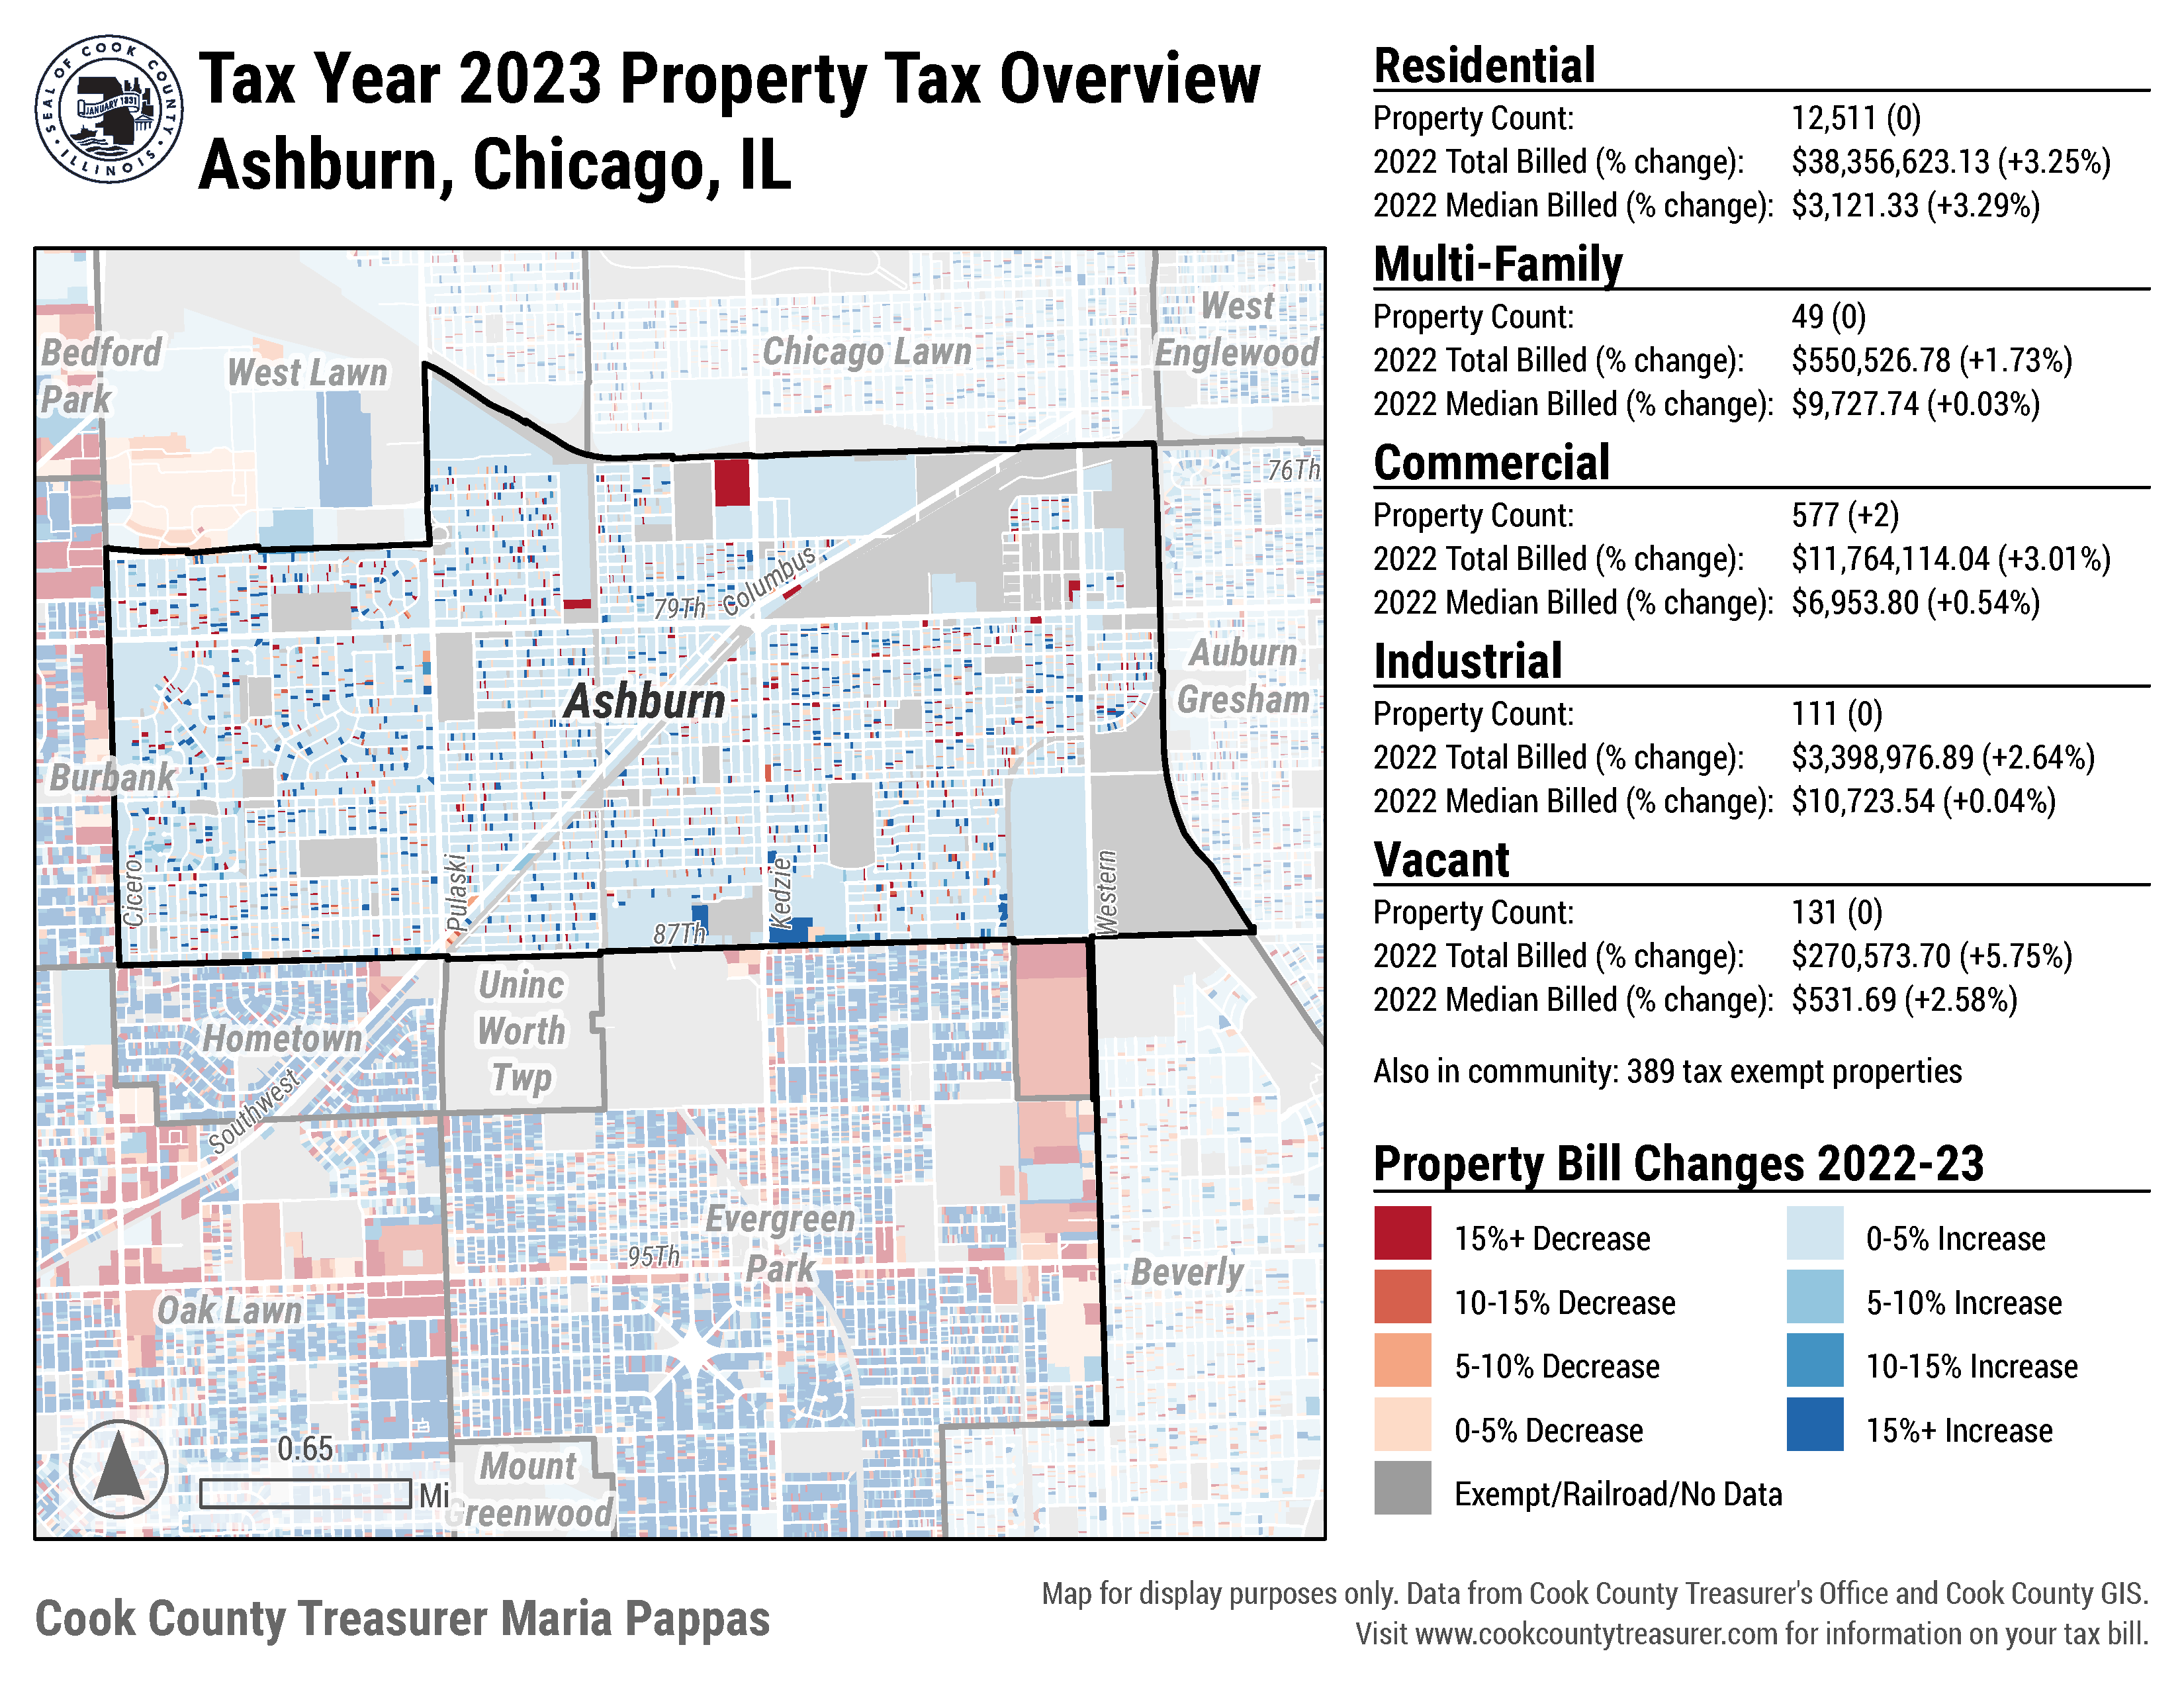 SEAL OF COOK COUNTY
JANUARY 1831
• ILLINOIS •
Tax Year 2023 Property Tax Overview
Ashburn, Chicago, IL
Bedford
Park
West Lawn
Chicago Lawn
West
Englewood
76Th
79Th
Columbus
Ashburn
Auburn
Gresham
Burbank
Cicero
Pulaski
Kedzie
Western
87Th
Uninc
Worth
Twp
Hometown
Southwest
Evergreen
Park
95Th
Beverly
Oak Lawn
0.65
Mi
Mount
Greenwood
Residential
Property Count: 12,511 (0)
2022 Total Billed (% change): $38,356,623.13 (+3.25%)
2022 Median Billed (% change): $3,121.33 (+3.29%)
Multi-Family
Property Count: 49 (0)
2022 Total Billed (% change): $550,526.78 (+1.73%)
2022 Median Billed (% change): $9,727.74 (+0.03%)
Commercial
Property Count: 577 (+2)
2022 Total Billed (% change): $11,764,114.04 (+3.01%)
2022 Median Billed (% change): $6,953.80 (+0.54%)
Industrial
Property Count: 111 (0)
2022 Total Billed (% change): $3,398,976.89 (+2.64%)
2022 Median Billed (% change): $10,723.54 (+0.04%)
Vacant
Property Count: 131 (0)
2022 Total Billed (% change): $270,573.70 (+5.75%)
2022 Median Billed (% change): $531.69 (+2.58%)
Also in community: 389 tax exempt properties
Property Bill Changes 2022-23
15%+ Decrease
10-15% Decrease
5-10% Decrease
0-5% Decrease
Exempt/Railroad/No Data
0-5% Increase
5-10% Increase
10-15% Increase
15%+ Increase
Cook County Treasurer Maria Pappas
Map for display purposes only. Data from Cook County Treasurer's Office and Cook County GIS.
Visit www.cookcountytreasurer.com for information on your tax bill.